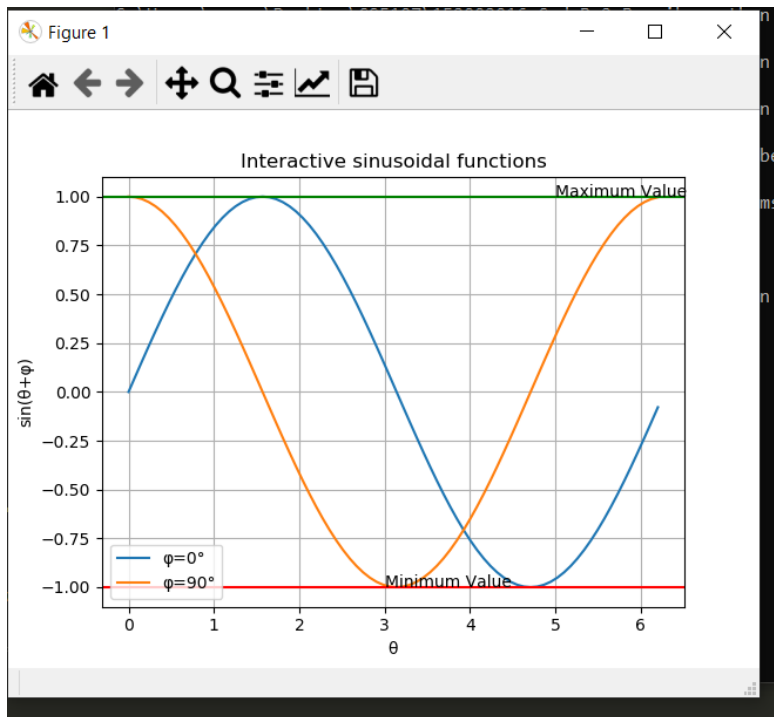 Figure 1
Interactive sinusoidal functions
Maximum Value
1.00
0.75
0.50
0.25
0.00
−0.25
−0.50
−0.75
−1.00
sin(θ+φ)
φ=0°
φ=90°
Minimum Value
0 1 2 3 4 5 6
θ